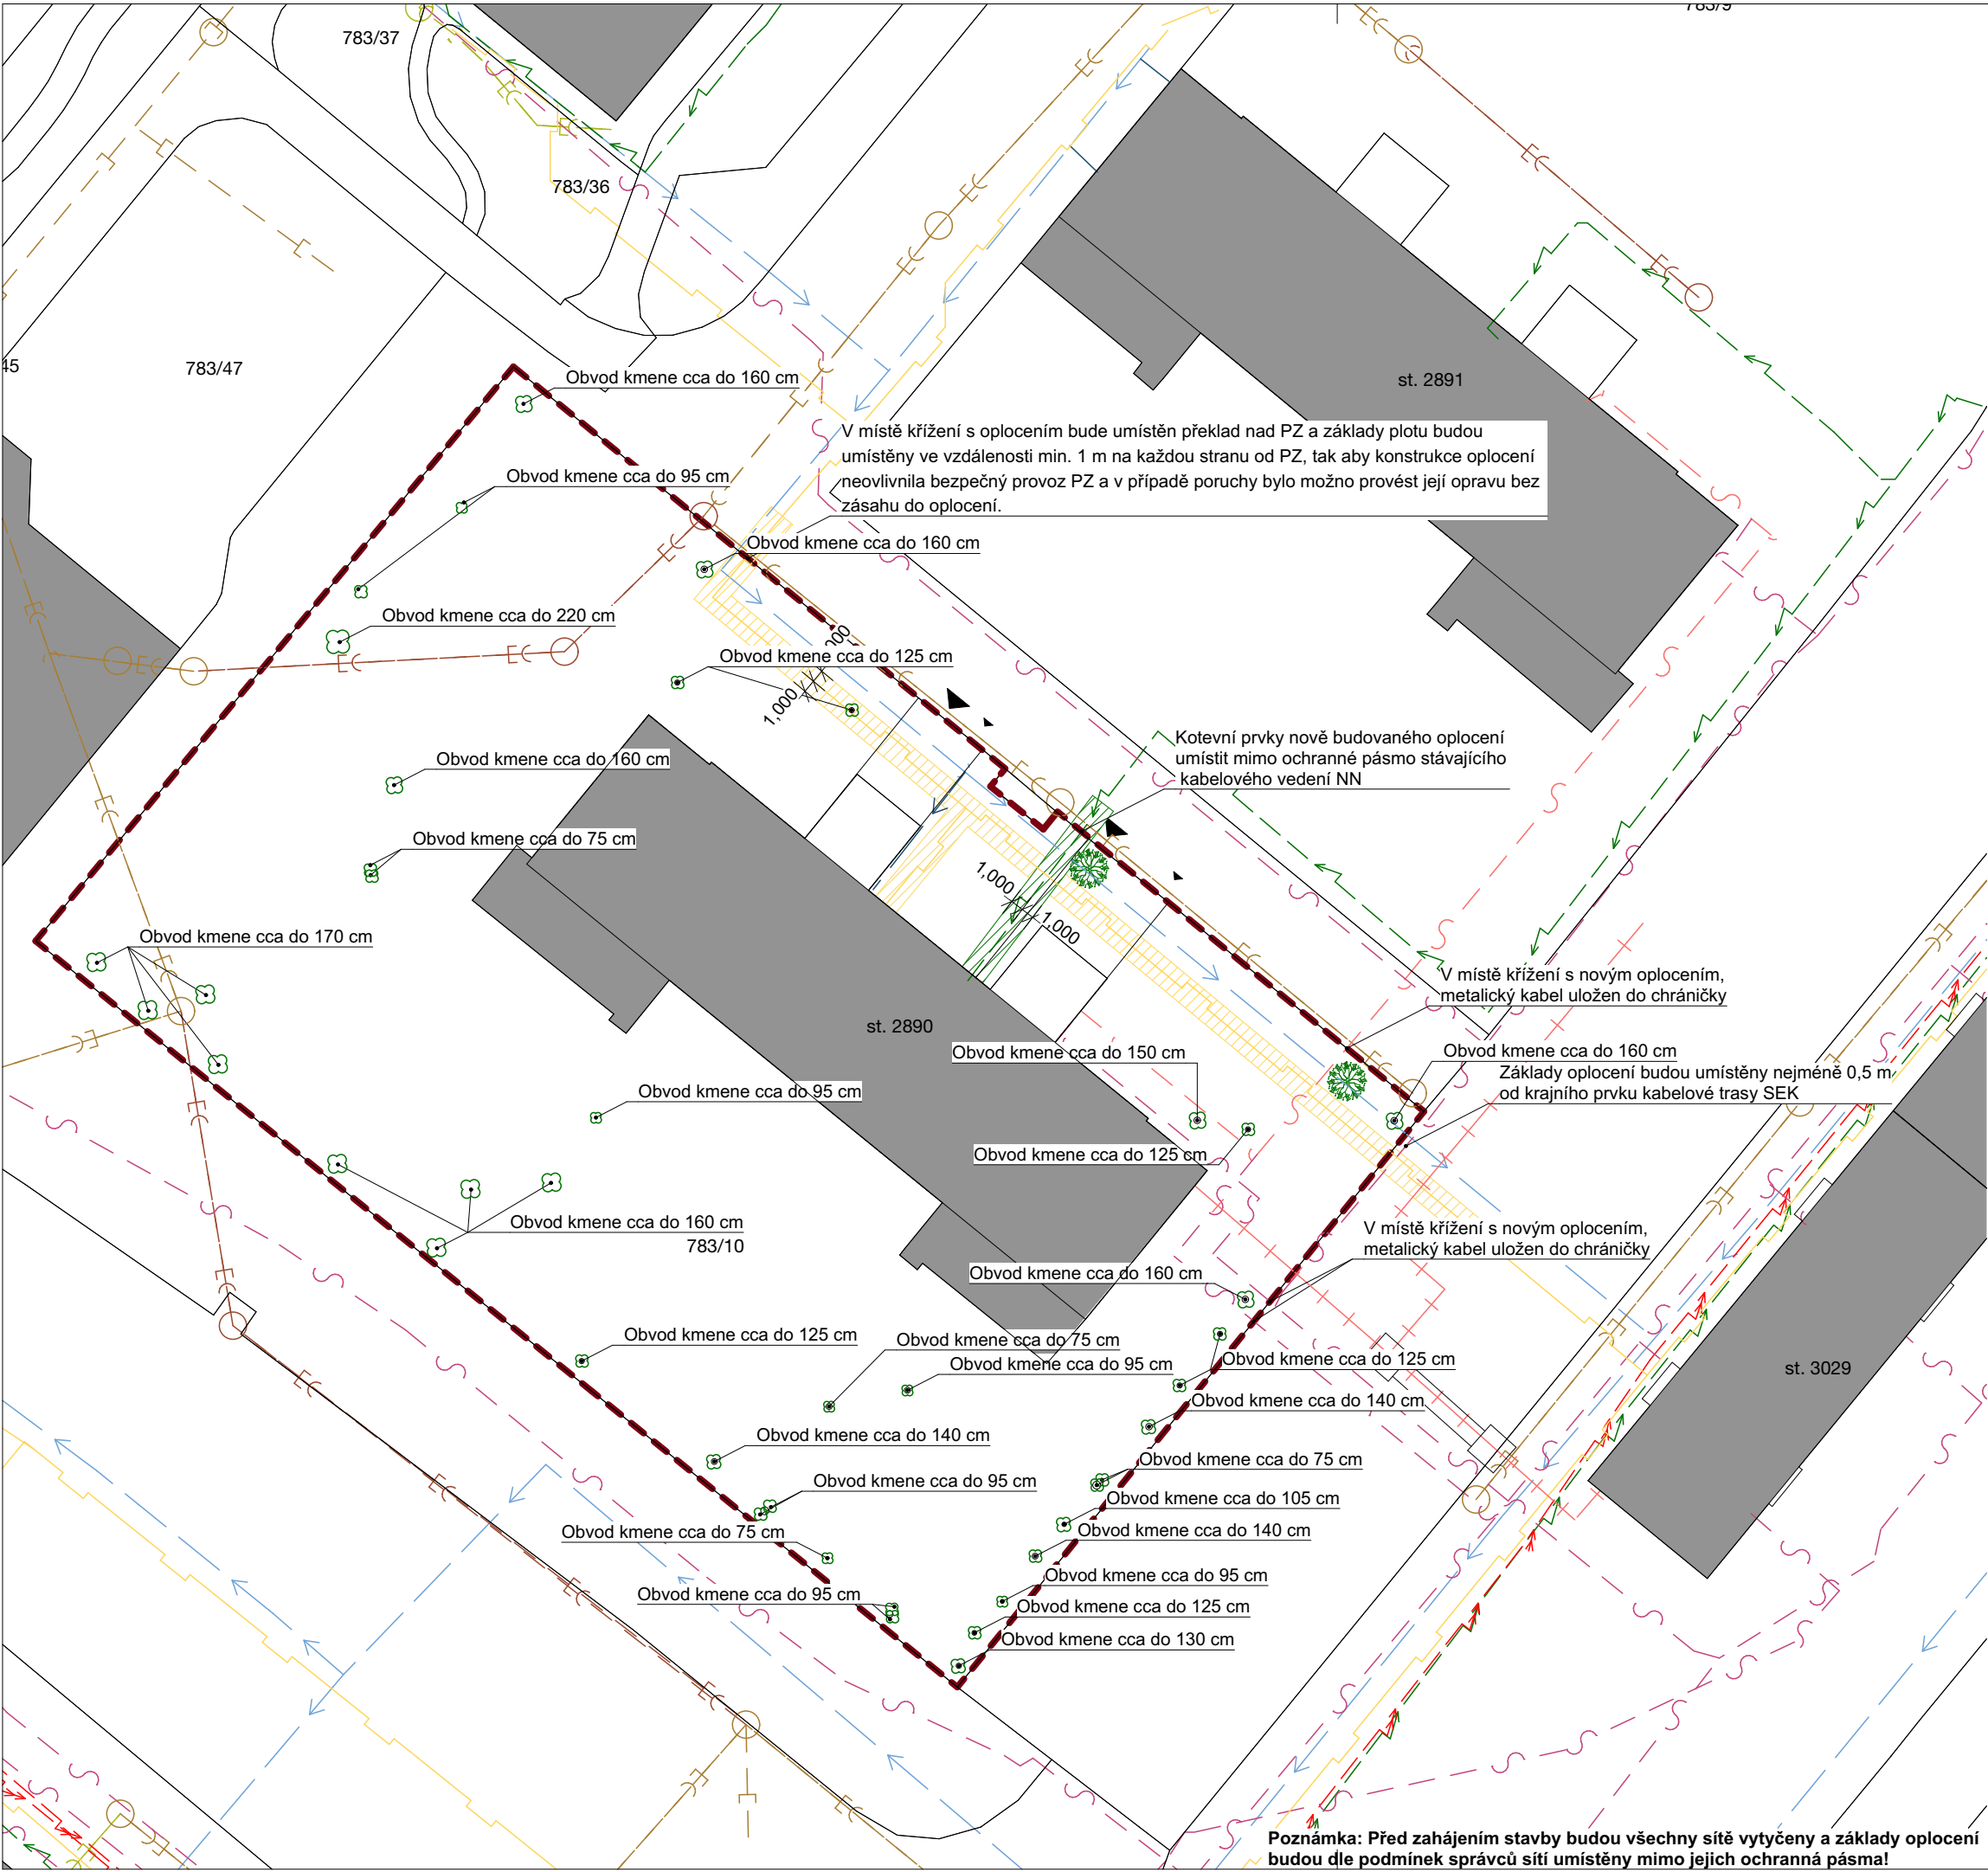 783/9
783/37
783/36
783/47
45
st. 2891
Obvod kmene cca do 160 cm
V místě křížení s oplocením bude umístěn překlad nad PZ a základy plotu budou
umístěny ve vzdálenosti min. 1 m na každou stranu od PZ, tak aby konstrukce oplocení
neovlivnila bezpečný provoz PZ a v případě poruchy bylo možno provést její opravu bez
zásahu do oplocení.
Obvod kmene cca do 95 cm
Obvod kmene cca do 160 cm
Obvod kmene cca do 220 cm
Obvod kmene cca do 125 cm
1,000
Kotevní prvky nově budovaného oplocení
umístit mimo ochranné pásmo stávajícího
kabelového vedení NN
Obvod kmene cca do 160 cm
Obvod kmene cca do 75 cm
1,000
1,000
Obvod kmene cca do 170 cm
V místě křížení s novým oplocením,
metalický kabel uložen do chráničky
st. 2890
Obvod kmene cca do 150 cm
Obvod kmene cca do 160 cm
Základy oplocení budou umístěny nejméně 0,5 m
od krajního prvku kabelové trasy SEK
Obvod kmene cca do 95 cm
Obvod kmene cca do 125 cm
Obvod kmene cca do 160 cm
783/10
V místě křížení s novým oplocením,
metalický kabel uložen do chráničky
Obvod kmene cca do 160 cm
Obvod kmene cca do 125 cm
Obvod kmene cca do 75 cm
Obvod kmene cca do 95 cm
Obvod kmene cca do 125 cm
st. 3029
Obvod kmene cca do 140 cm
Obvod kmene cca do 140 cm
Obvod kmene cca do 75 cm
Obvod kmene cca do 95 cm
Obvod kmene cca do 105 cm
Obvod kmene cca do 75 cm
Obvod kmene cca do 140 cm
Obvod kmene cca do 95 cm
Obvod kmene cca do 95 cm
Obvod kmene cca do 125 cm
Obvod kmene cca do 130 cm
Poznámka: Před zahájením stavby budou všechny sítě vytyčeny a základy oplocení
budou dle podmínek správců sítí umístěny mimo jejich ochranná pásma!